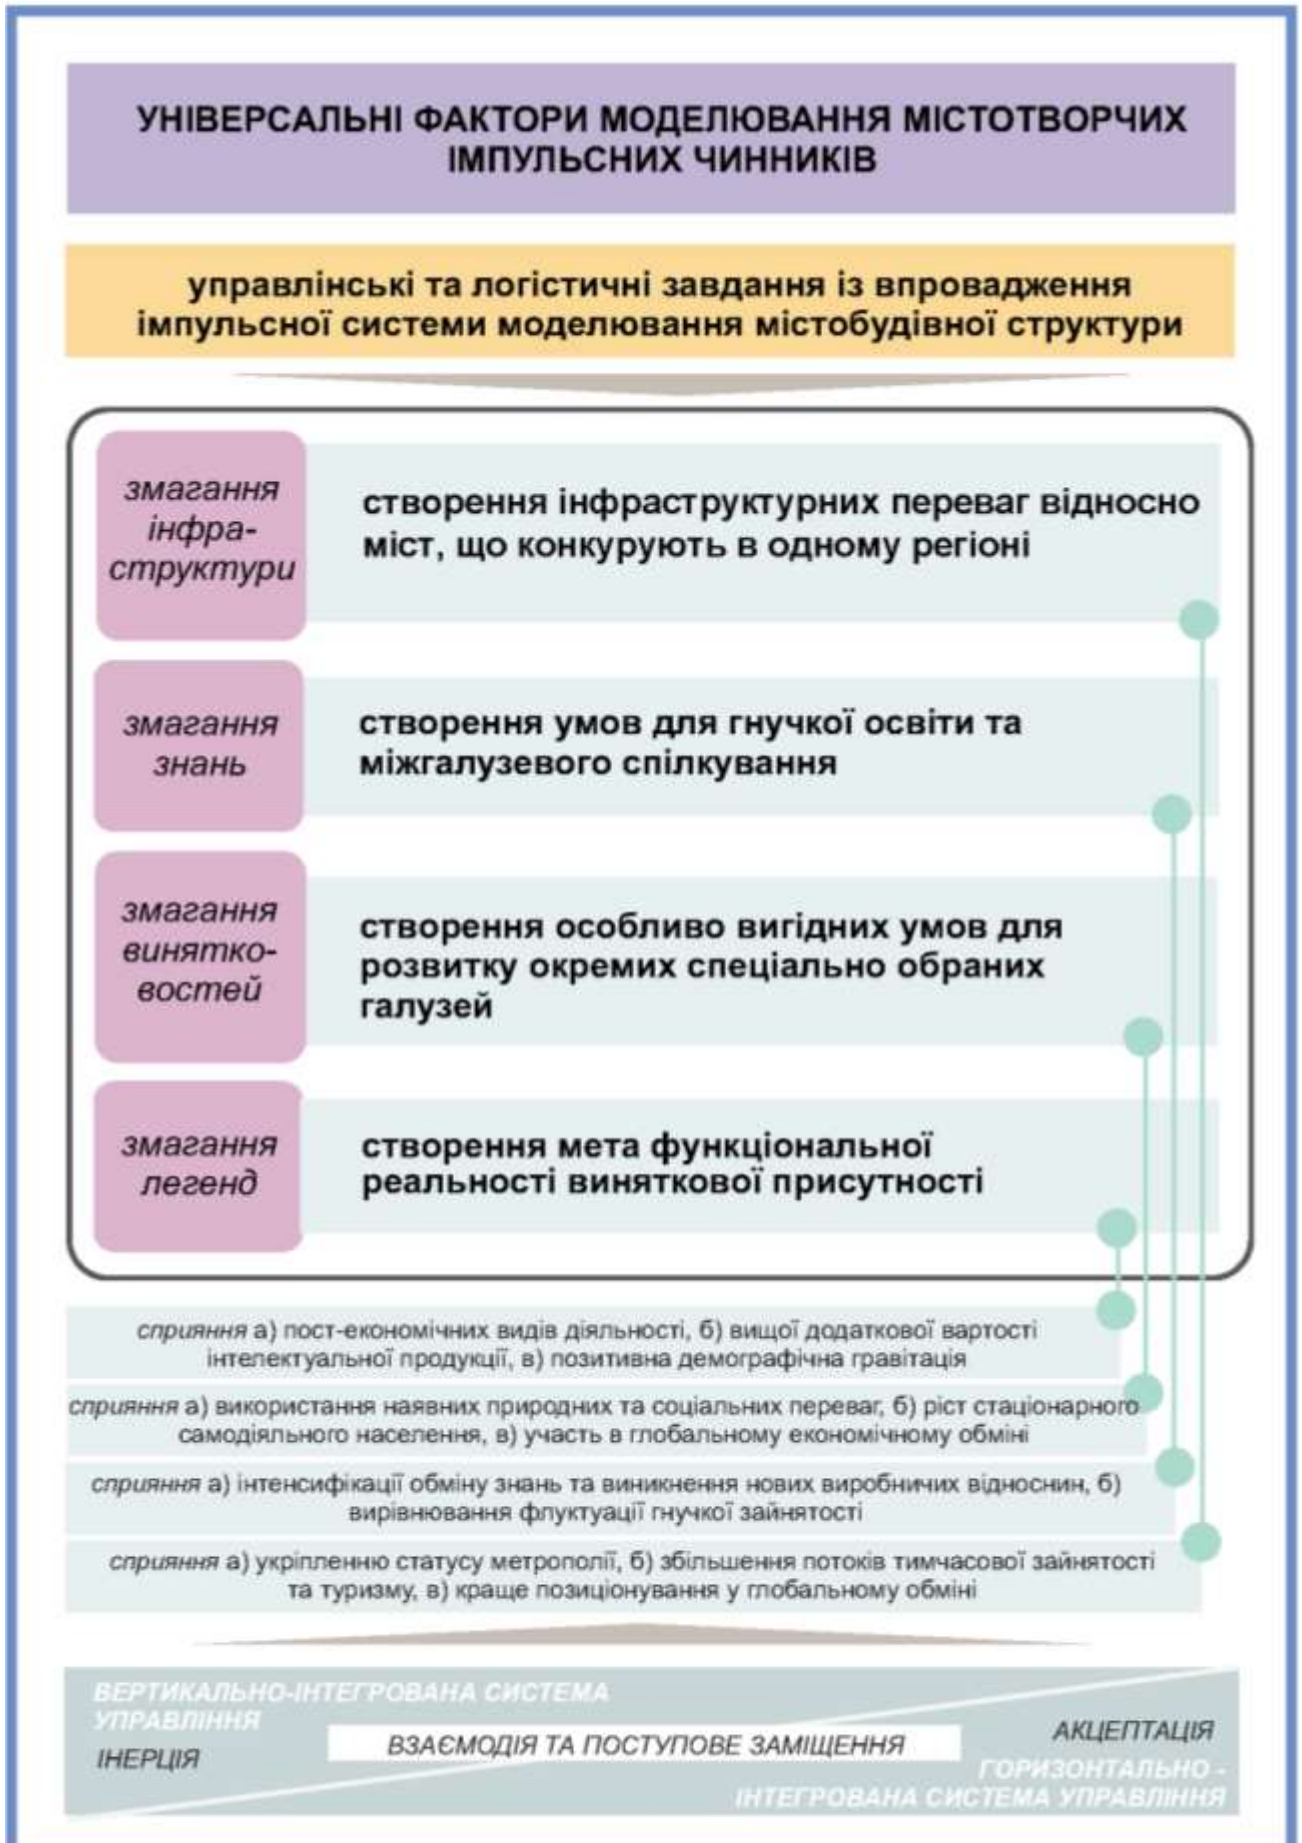 УНІВЕРСАЛЬНІ ФАКТОРИ МОДЕЛЮВАННЯ МІСТОТВОРЧИХ
ІМПУЛЬСНИХ ЧИННИКІВ
управлінські та логістичні завдання із впровадження
імпульсної системи моделювання містобудівної структури
змагання
інфра-
структури
створення інфраструктурних переваг відносно
міст, що конкурують в одному регіоні
змагання
знань
створення умов для гнучкої освіти та
міжгалузевого спілкування
змагання
винятко-
востей
створення особливо вигідних умов для
розвитку окремих спеціально обраних
галузей
змагання
легенд
створення мета функціональної
реальності виняткової присутності
сприяння а) пост-економічних видів діяльності, б) вищої додаткової вартості
інтелектуальної продукції, в) позитивна демографічна гравітація
сприяння а) використання наявних природних та соціальних переваг, б) ріст стаціонарного
самодіяльного населення, в) участь в глобальному економічному обміні
сприяння а) інтенсифікації обміну знань та виникнення нових виробничих відноснин, б)
вирівнювання флуктуації гнучкої зайнятості
сприяння а) укріпленню статусу метрополії, б) збільшення потоків тимчасової зайнятості
та туризму, в) краще позиціонування у глобальному обміні
ВЕРТИКАЛЬНО-ІНТЕГРОВАНА СИСТЕМА
УПРАВЛІННЯ
ІНЕРЦІЯ
ВЗАЄМОДІЯ ТА ПОСТУПОВЕ ЗАМІЩЕННЯ
АКЦЕПТАЦІЯ
ГОРИЗОНТАЛЬНО -
ІНТЕГРОВАНА СИСТЕМА УПРАВЛІННЯ